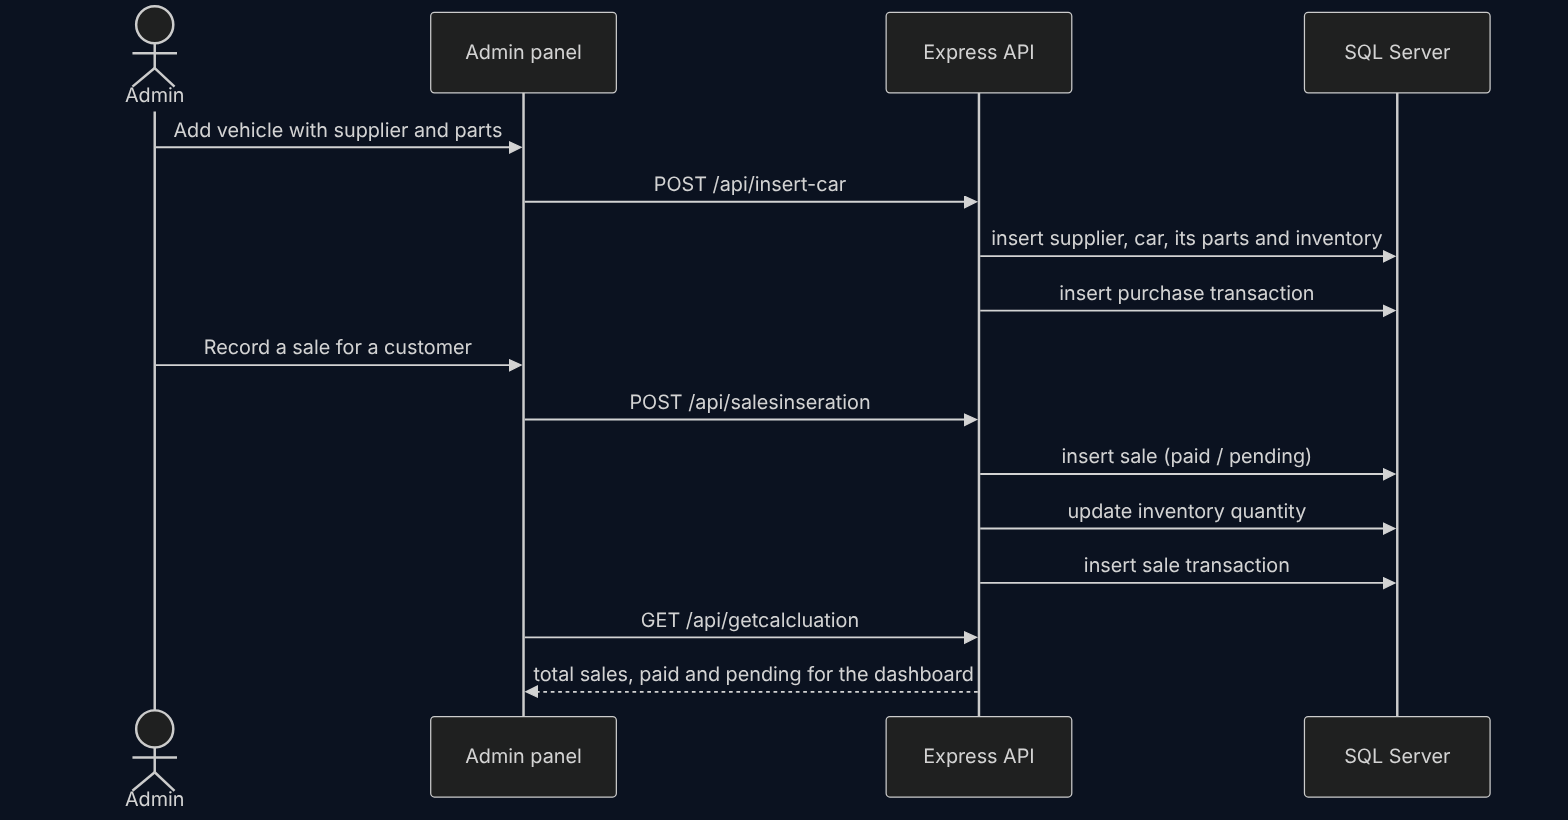 Admin
Admin panel
Express API
SQL Server
Add vehicle with supplier and parts
POST /api/insert-car
insert supplier, car, its parts and inventory
insert purchase transaction
Record a sale for a customer
POST /api/salesinseration
insert sale (paid / pending)
update inventory quantity
insert sale transaction
GET /api/getcalcluation
total sales, paid and pending for the dashboard
Admin
Admin panel
Express API
SQL Server